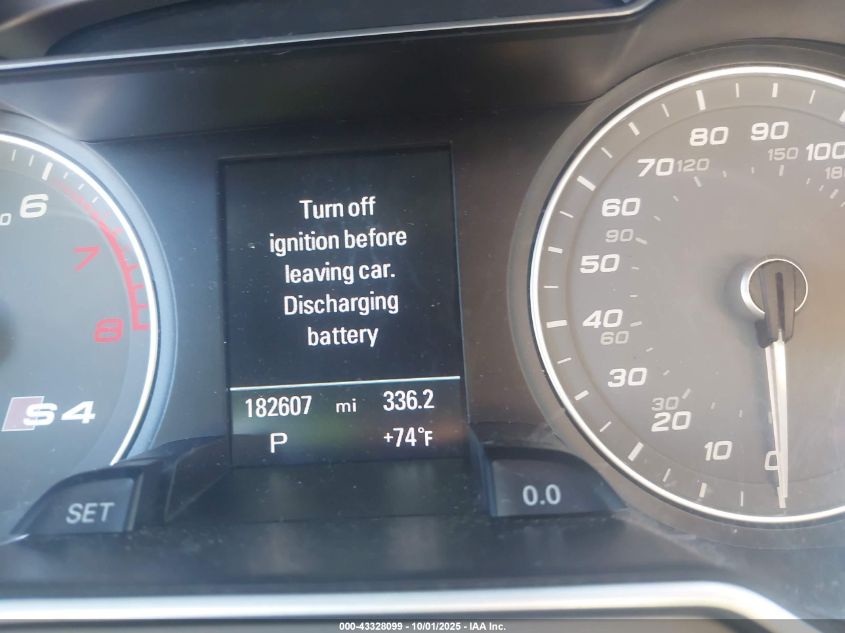 Turn off
ignition before
leaving car.
Discharging
battery
182607 mi 336.2
P +74°F
6
7
8
S4
SET
0.0
80 90 100
70 120 150 180
60
90
50
40
60
30
30
20
10
0
000-43328099 - 10/01/2025 - IAA Inc.